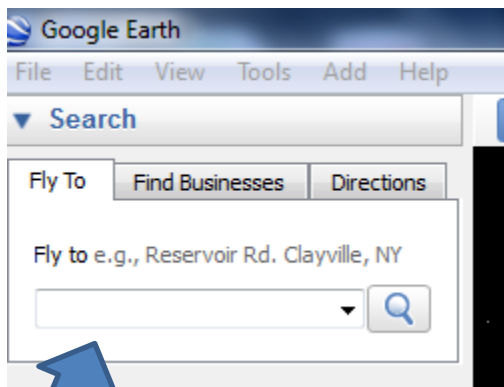 Google Earth
File Edit View Tools Add Help
Search
Fly To Find Businesses Directions
Fly to e.g., Reservoir Rd. Clayville, NY